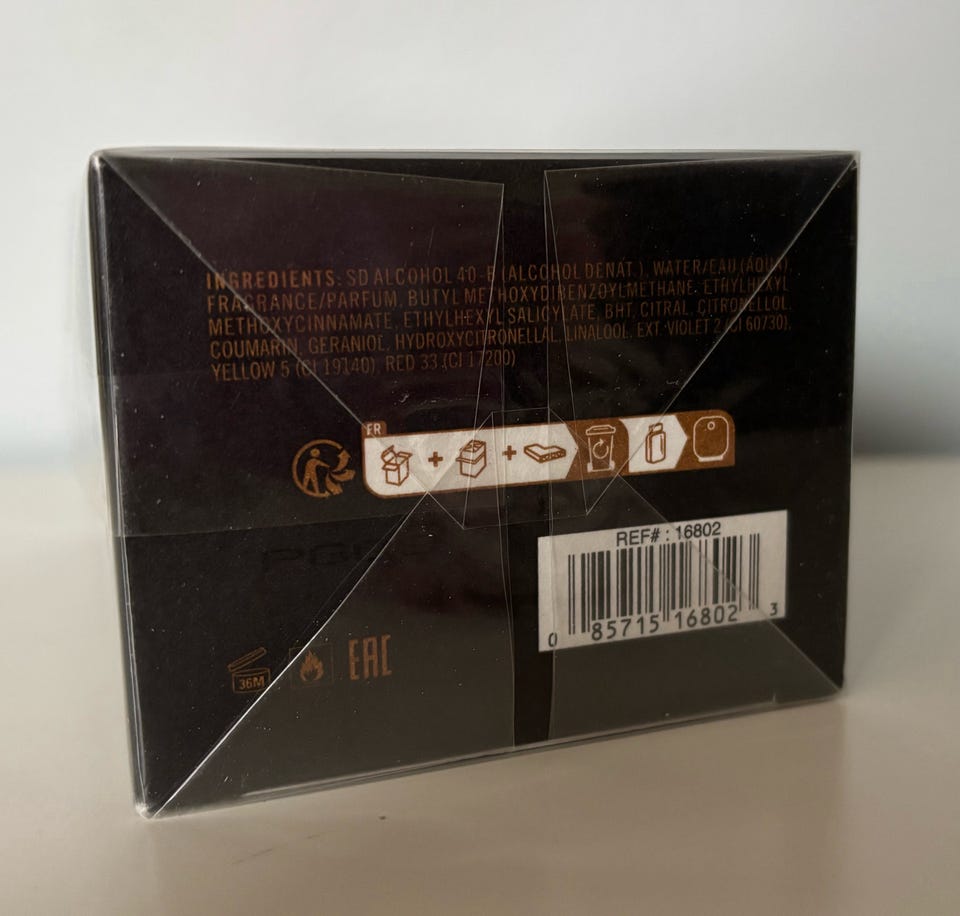 INGREDIENTS: SD ALCOHOL 40-B (ALCOHOL DENAT.), WATER/EAU (AQUA),
FRAGRANCE/PARFUM, BUTYL METHOXYDIBENZOYLMETHANE, ETHYLHEXYL
METHOXYCINNAMATE, ETHYLHEXYL SALICYLATE, BHT, CITRAL, CITRONELLOL,
COUMARIN, GERANIOL, HYDROXYCITRONELLAL, LINALOOL, EXT. VIOLET 2 (CI 60730),
YELLOW 5 (CI 19140), RED 33 (CI 17200)
FR
+ +
REF# : 16802
0 85715 16802 3
36M
EAC